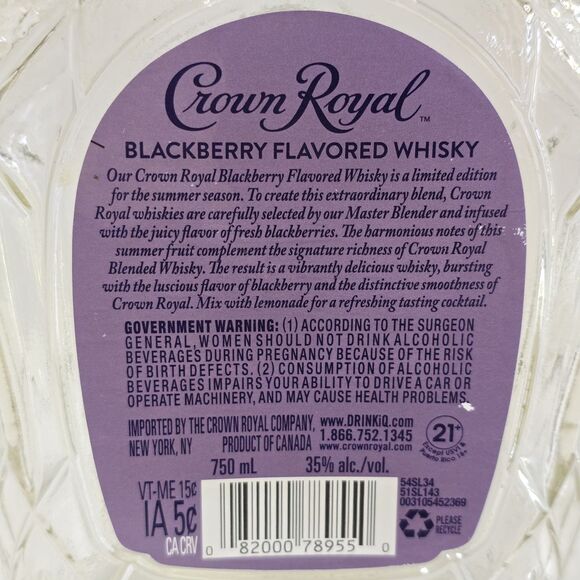 Crown Royal™
BLACKBERRY FLAVORED WHISKY
Our Crown Royal Blackberry Flavored Whisky is a limited edition
for the summer season. To create this extraordinary blend, Crown
Royal whiskies are carefully selected by our Master Blender and infused
with the juicy flavor of fresh blackberries. The harmonious notes of this
summer fruit complement the signature richness of Crown Royal
Blended Whisky. The result is a vibrantly delicious whisky, bursting
with the luscious flavor of blackberry and the distinctive smoothness of
Crown Royal. Mix with lemonade for a refreshing tasting cocktail.
GOVERNMENT WARNING: (1) ACCORDING TO THE SURGEON
GENERAL, WOMEN SHOULD NOT DRINK ALCOHOLIC
BEVERAGES DURING PREGNANCY BECAUSE OF THE RISK
OF BIRTH DEFECTS. (2) CONSUMPTION OF ALCOHOLIC
BEVERAGES IMPAIRS YOUR ABILITY TO DRIVE A CAR OR
OPERATE MACHINERY, AND MAY CAUSE HEALTH PROBLEMS.
IMPORTED BY THE CROWN ROYAL COMPANY,
NEW YORK, NY PRODUCT OF CANADA
www.DRINKiQ.com
1.866.752.1345
www.crownroyal.com
21+
Except USVI &
Puerto Rico 18+
750 mL 35% alc./vol.
VT-ME 15¢
IA 5¢
CA CRV
0 82000 78955 0
54SL34
51SL143
003105452369
PLEASE
RECYCLE